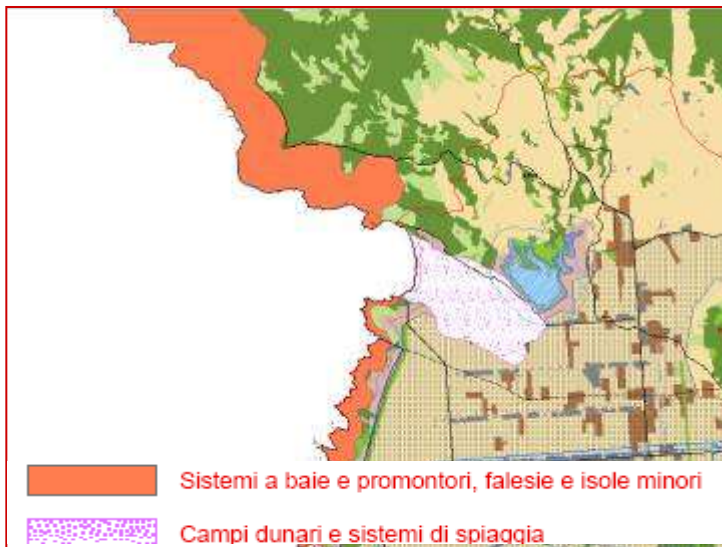 Sistemi a baie e promontori, falesie e isole minori
Campi dunari e sistemi di spiaggia